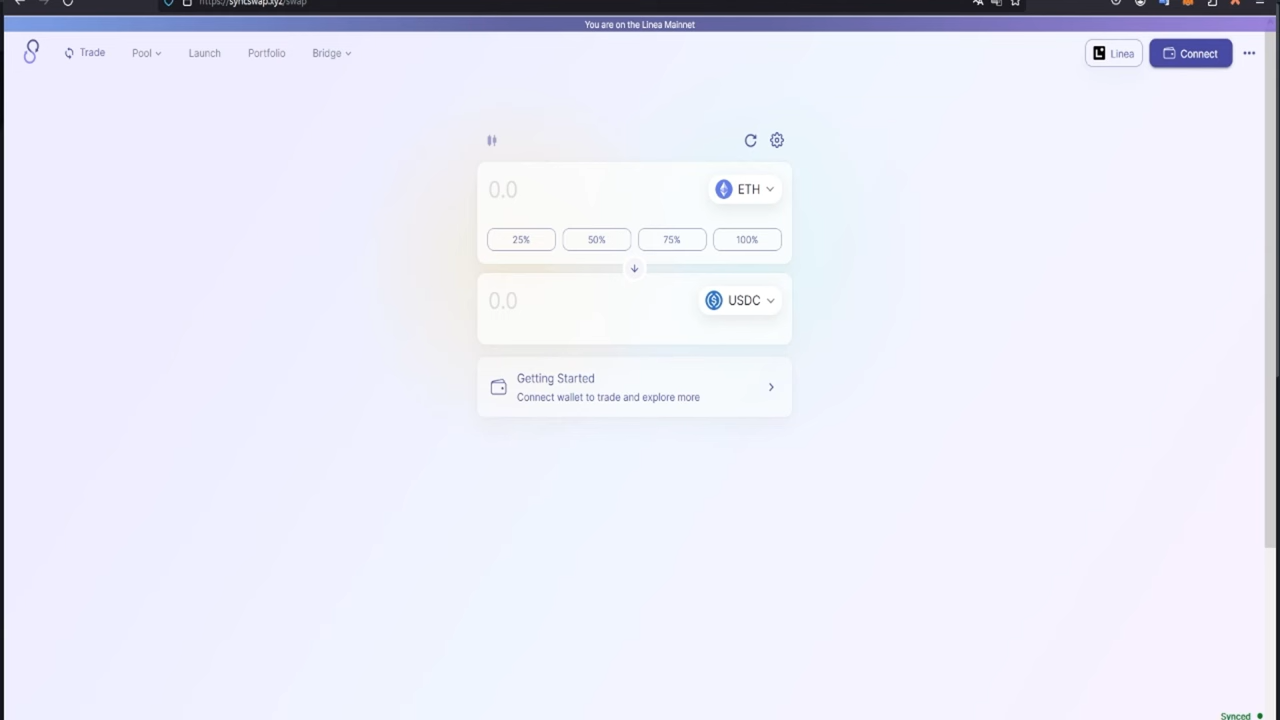 https://syncswap.xyz/swap
You are on the Linea Mainnet
Trade
Pool
Launch
Portfolio
Bridge
Linea
Connect
0.0
ETH
25%
50%
75%
100%
0.0
USDC
Getting Started
Connect wallet to trade and explore more
Synced